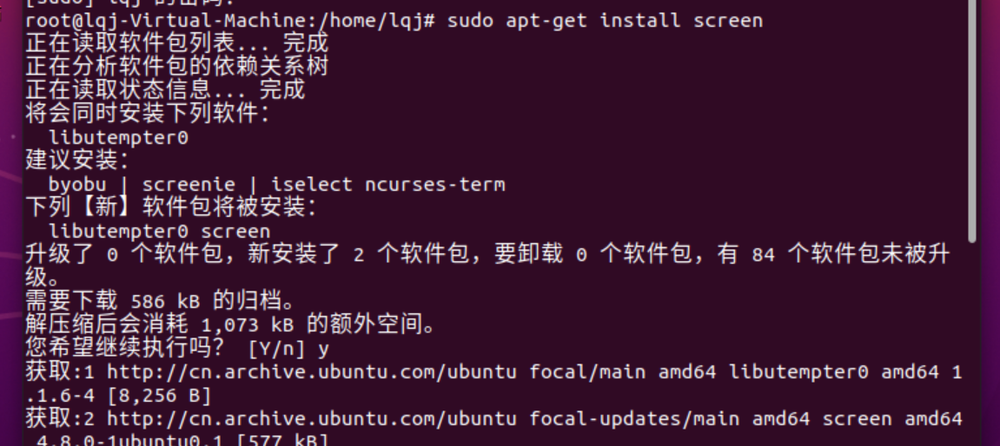 [sudo] lqj 的密码：
root@lqj-Virtual-Machine:/home/lqj# sudo apt-get install screen
正在读取软件包列表... 完成
正在分析软件包的依赖关系树
正在读取状态信息... 完成
将会同时安装下列软件：
libutempter0
建议安装：
byobu | screenie | iselect ncurses-term
下列【新】软件包将被安装：
libutempter0 screen
升级了 0 个软件包，新安装了 2 个软件包，要卸载 0 个软件包，有 84 个软件包未被升
级。
需要下载 586 kB 的归档。
解压缩后会消耗 1,073 kB 的额外空间。
您希望继续执行吗？ [Y/n] y
获取:1 http://cn.archive.ubuntu.com/ubuntu focal/main amd64 libutempter0 amd64 1
.1.6-4 [8,256 B]
获取:2 http://cn.archive.ubuntu.com/ubuntu focal-updates/main amd64 screen amd64
4.8.0-1ubuntu0.1 [577 kB]